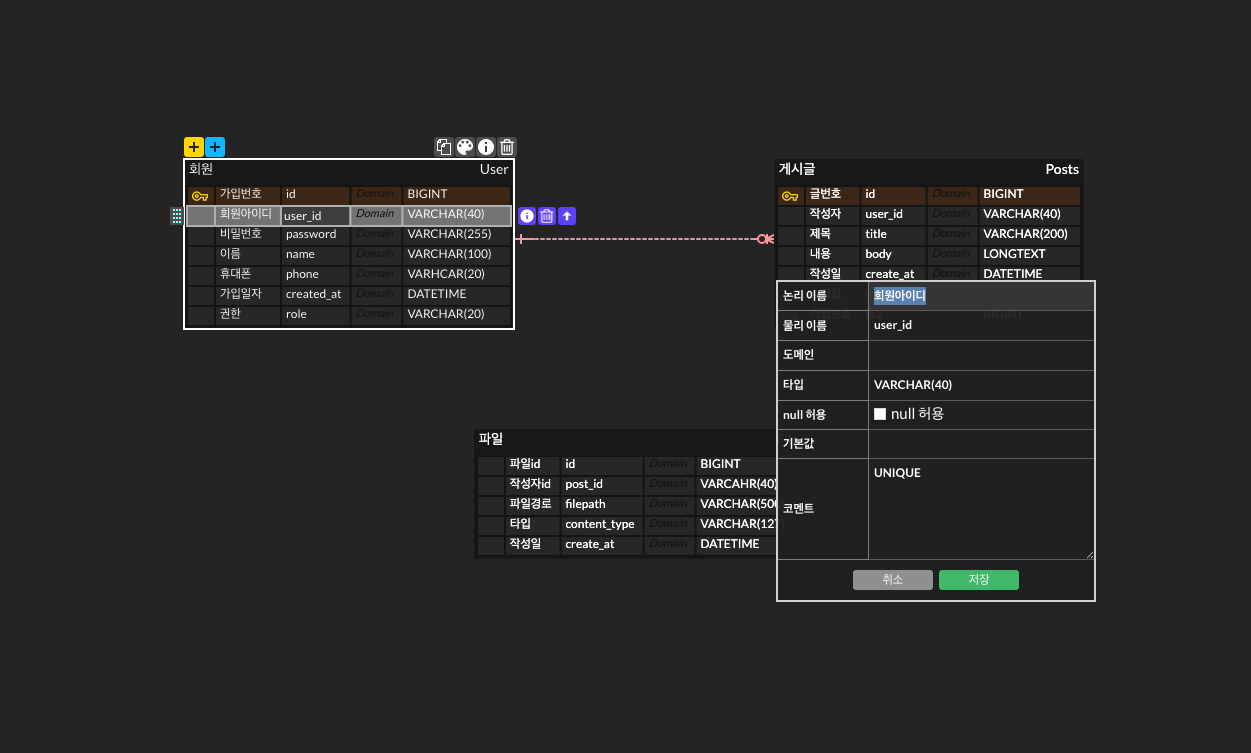 회원 User
가입번호 id Domain BIGINT
회원아이디 user_id Domain VARCHAR(40)
비밀번호 password Domain VARCHAR(255)
이름 name Domain VARCHAR(100)
휴대폰 phone Domain VARHCAR(20)
가입일자 created_at Domain DATETIME
권한 role Domain VARCHAR(20)
게시글 Posts
글번호 id Domain BIGINT
작성자 user_id Domain VARCHAR(40)
제목 title Domain VARCHAR(200)
내용 body Domain LONGTEXT
작성일 create_at Domain DATETIME
BIGINT
파일
파일id id Domain BIGINT
작성자id post_id Domain VARCAHR(40)
파일경로 filepath Domain VARCHAR(500
타입 content_type Domain VARCHAR(127
작성일 create_at Domain DATETIME
논리 이름 회원아이디
물리 이름 user_id
도메인
타입 VARCHAR(40)
null 허용 null 허용
기본값
코멘트 UNIQUE
취소 저장